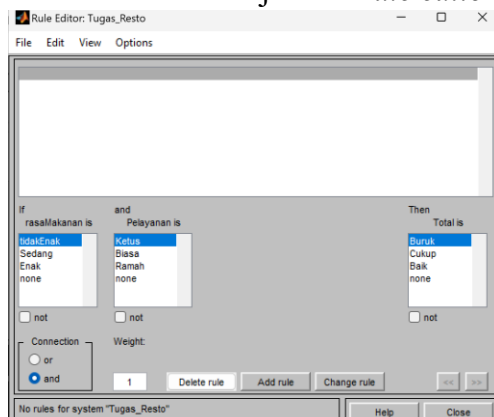 Rule Editor: Tugas_Resto
File Edit View Options
If and Then
rasaMakanan is Pelayanan is Total is
tidakEnak Ketus Buruk
Sedang Biasa Cukup
Enak Ramah Baik
none none none
not not not
Connection Weight:
or
and 1 Delete rule Add rule Change rule << >>
No rules for system "Tugas_Resto" Help Close